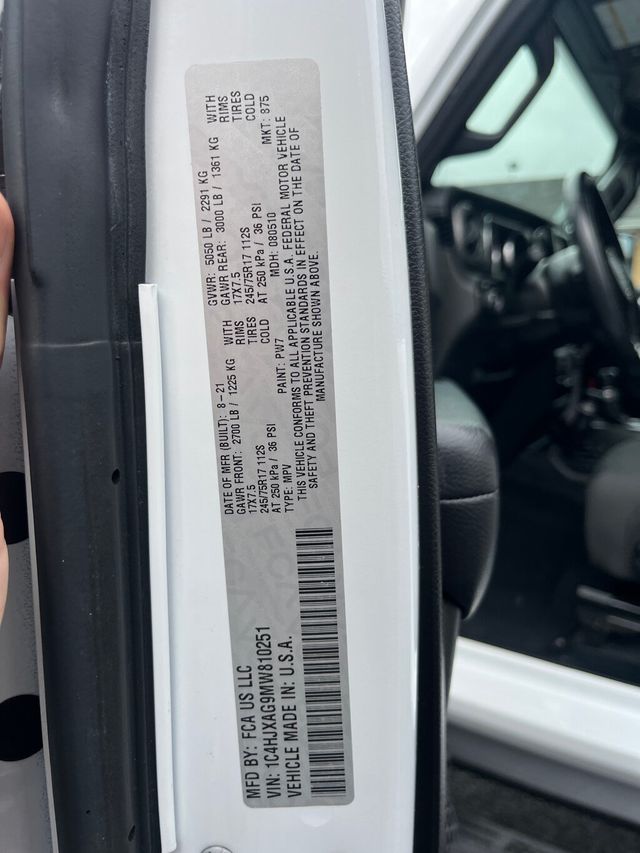 MFD BY: FCA US LLC
VIN: 1C4HJXAG9MW810251
VEHICLE MADE IN: U.S.A.
DATE OF MFR (BUILT): 8-21 GVWR: 5050 LB / 2291 KG
GAWR FRONT: 2700 LB / 1225 KG WITH GAWR REAR: 3000 LB / 1361 KG WITH
17X7.5 RIMS 17X7.5 RIMS
245/75R17 112S TIRES 245/75R17 112S TIRES
AT 250 kPa / 36 PSI COLD AT 250 kPa / 36 PSI COLD
TYPE: MPV PAINT: PW7 MDH: 080510 MKT: 875
THIS VEHICLE CONFORMS TO ALL APPLICABLE U.S.A. FEDERAL MOTOR VEHICLE
SAFETY AND THEFT PREVENTION STANDARDS IN EFFECT ON THE DATE OF
MANUFACTURE SHOWN ABOVE.